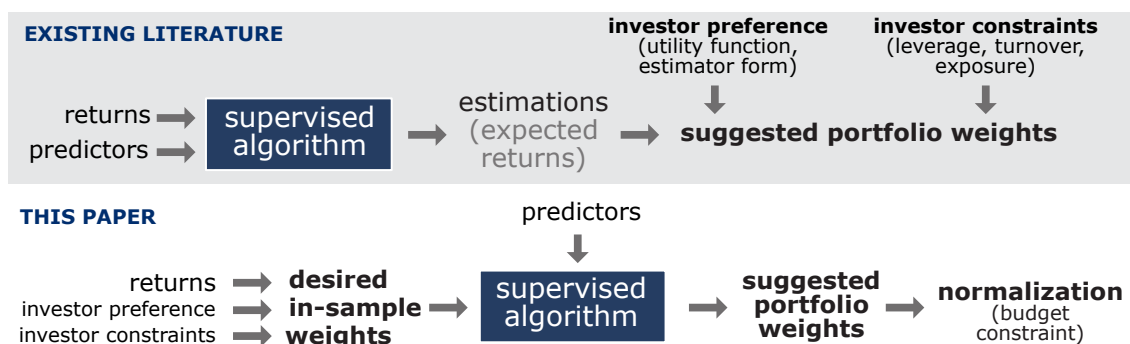 EXISTING LITERATURE
investor preference
(utility function,
estimator form)
investor constraints
(leverage, turnover,
exposure)
returns
predictors
supervised
algorithm
estimations
(expected
returns)
suggested portfolio weights
THIS PAPER
predictors
returns
investor preference
investor constraints
desired
in-sample
weights
supervised
algorithm
suggested
portfolio
weights
normalization
(budget
constraint)